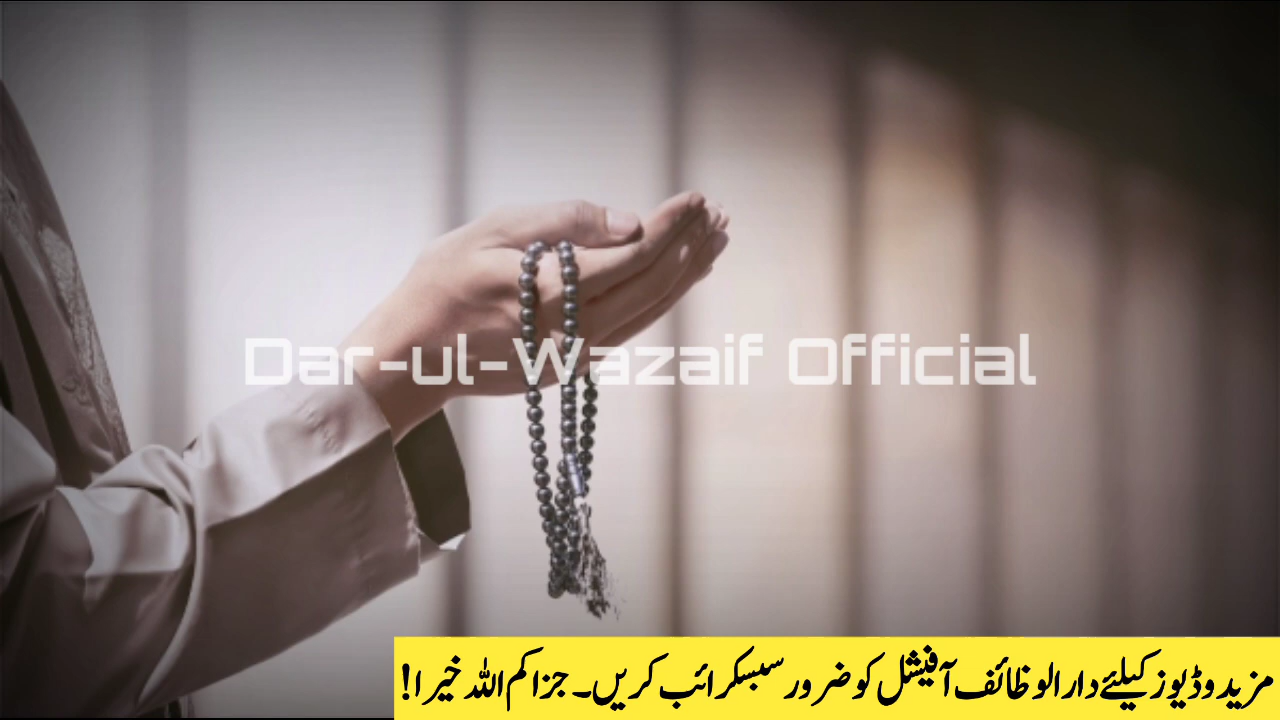 Dar-ul-Wazaif Official
مزید وڈیوز کیلئے دارالوظائف آفیشل کو ضرور سبسکرائب کریں۔ جزاکم اللہ خیرا!